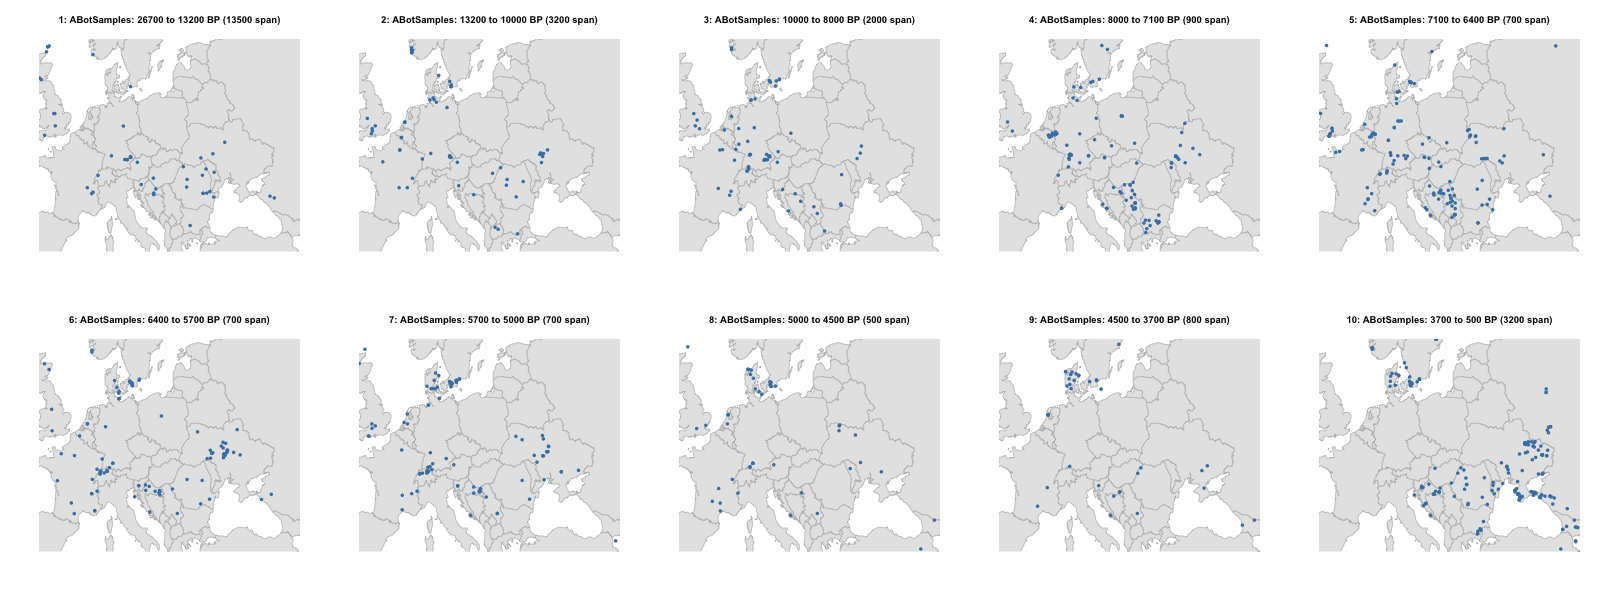 1: ABotSamples: 26700 to 13200 BP (13500 span)
2: ABotSamples: 13200 to 10000 BP (3200 span)
3: ABotSamples: 10000 to 8000 BP (2000 span)
4: ABotSamples: 8000 to 7100 BP (900 span)
5: ABotSamples: 7100 to 6400 BP (700 span)
6: ABotSamples: 6400 to 5700 BP (700 span)
7: ABotSamples: 5700 to 5000 BP (700 span)
8: ABotSamples: 5000 to 4500 BP (500 span)
9: ABotSamples: 4500 to 3700 BP (800 span)
10: ABotSamples: 3700 to 500 BP (3200 span)